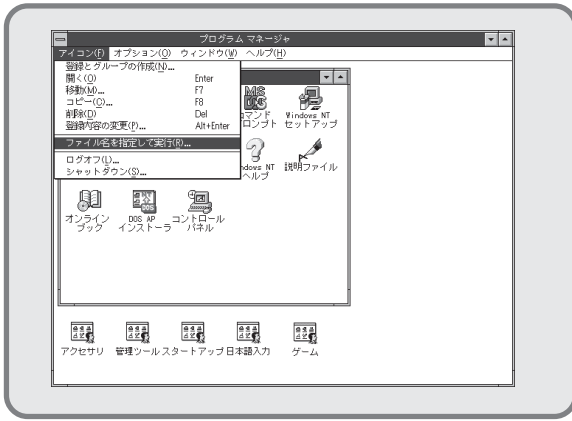 プログラム マネージャ
アイコン(F) オプション(O) ウィンドウ(W) ヘルプ(H)
登録とグループの作成(N)...
開く(O) Enter
移動(M)... F7
コピー(C)... F8
削除(D) Del
登録内容の変更(P)... Alt+Enter
ファイル名を指定して実行(R)...
ログオフ(L)...
シャットダウン(S)...
MS
DOS
マンド
ロンプト
Windows NT
セットアップ
ndows NT
ヘルプ
説明ファイル
オンライン
ブック
DOS AP
インストーラ
コントロール
パネル
アクセサリ
管理ツール
スタートアップ
日本語入力
ゲーム